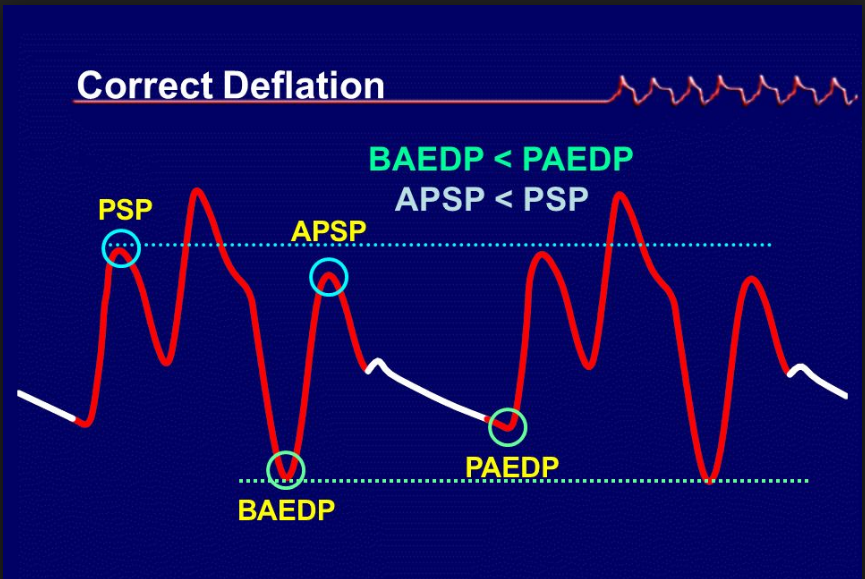 Correct Deflation
BAEDP < PAEDP
APSP < PSP
PSP
APSP
PAEDP
BAEDP